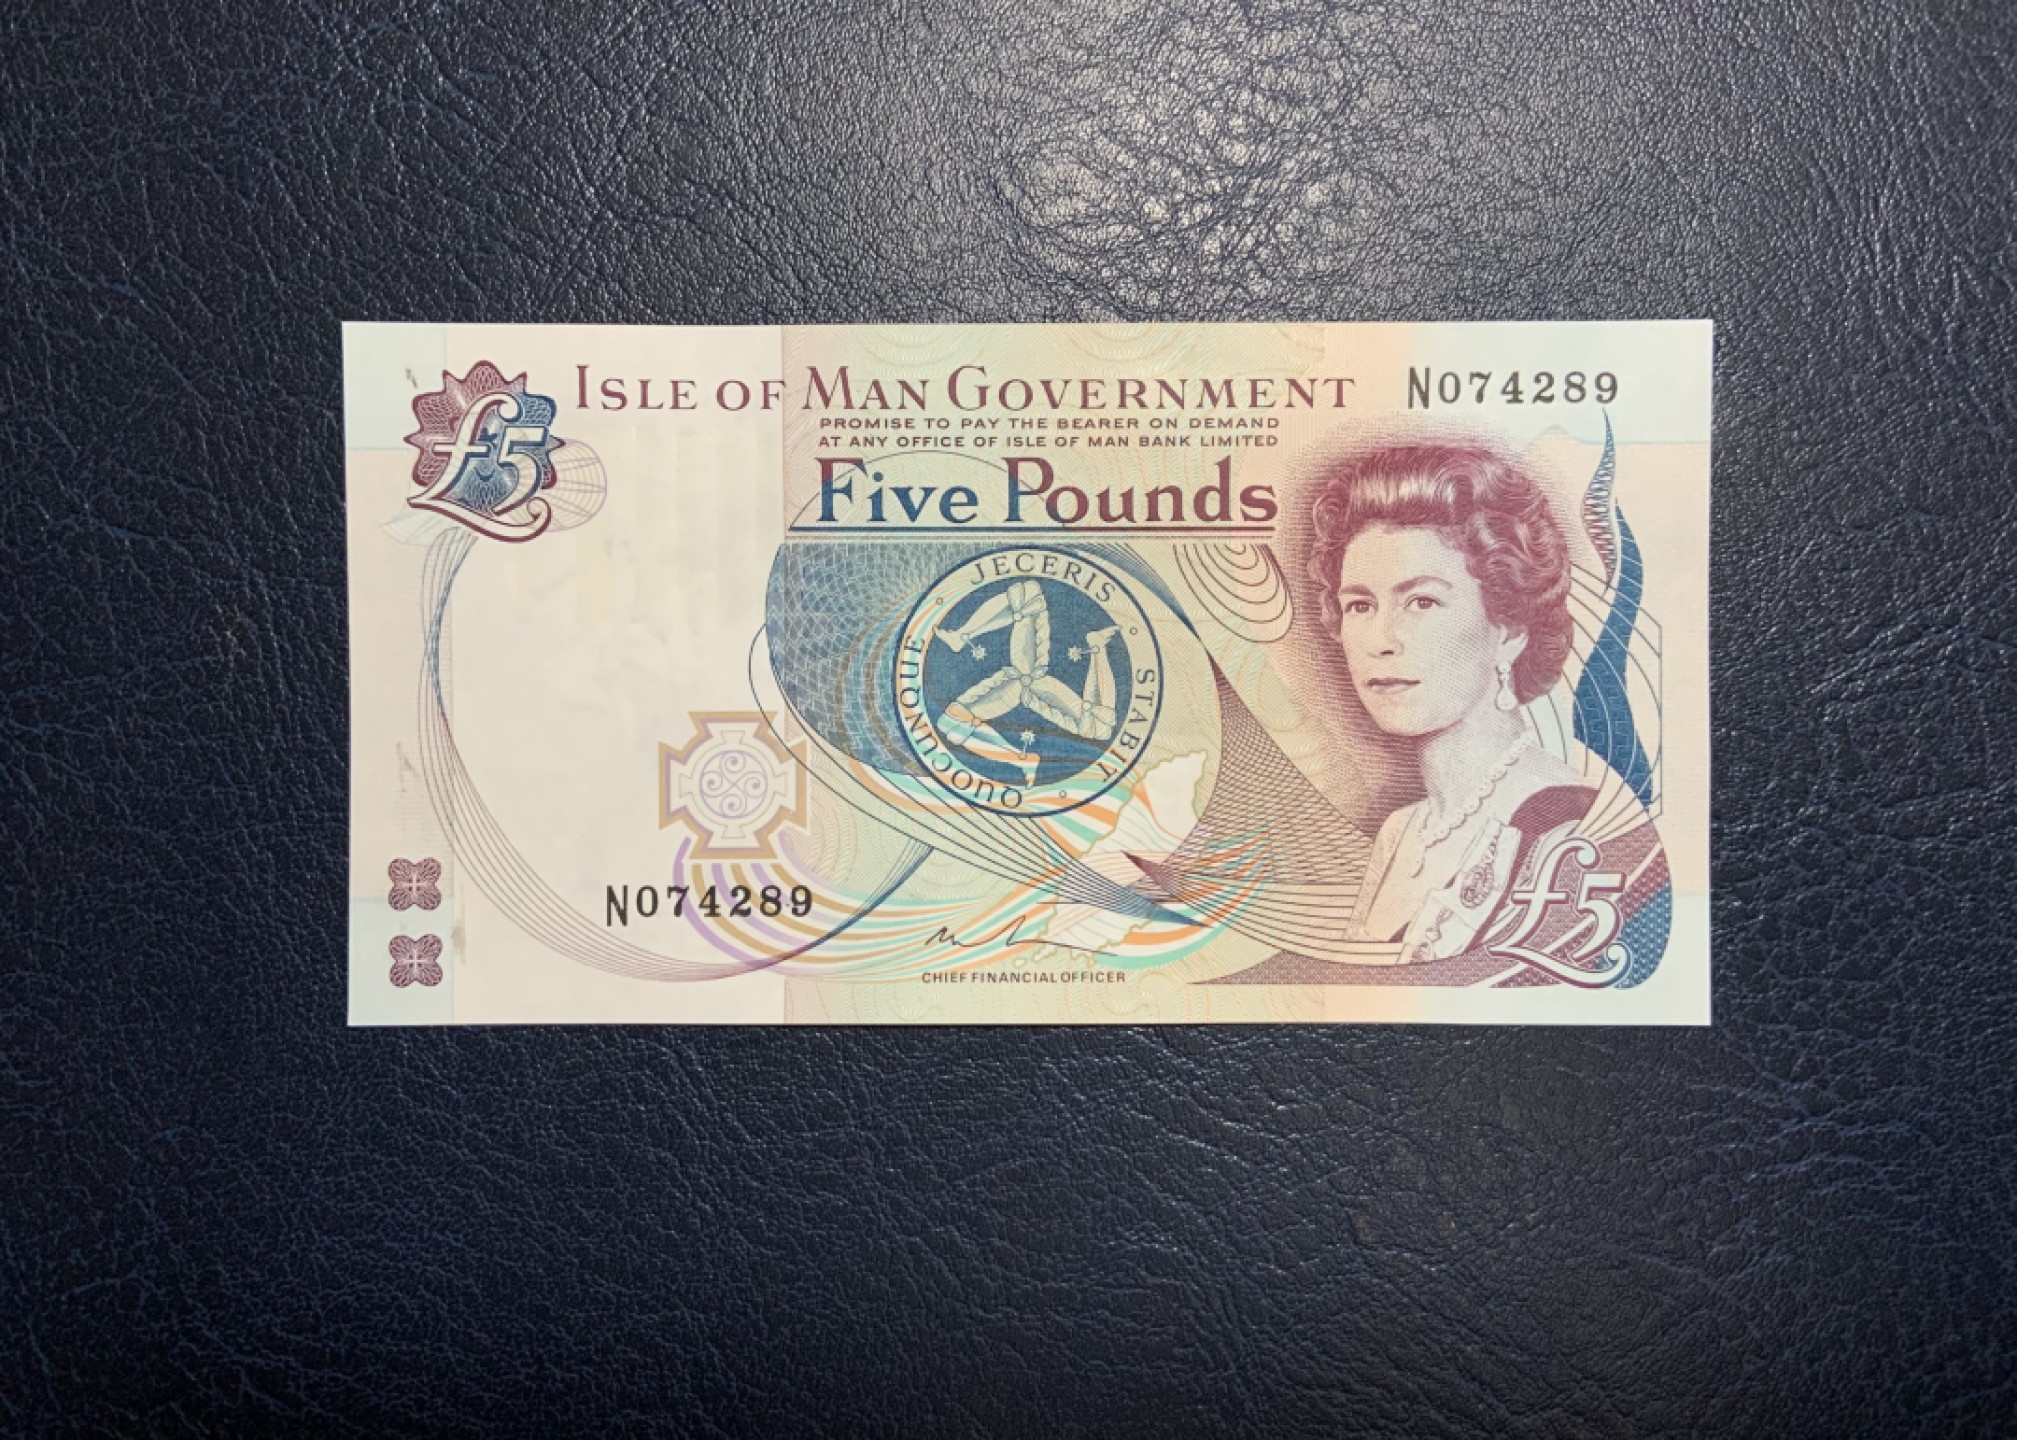 £5
ISLE OF MAN GOVERNMENT
N074289
PROMISE TO PAY THE BEARER ON DEMAND
AT ANY OFFICE OF ISLE OF MAN BANK LIMITED
Five Pounds
QUOCUNQUE ° JECERIS ° STABIT °
N074289
CHIEF FINANCIAL OFFICER
£5